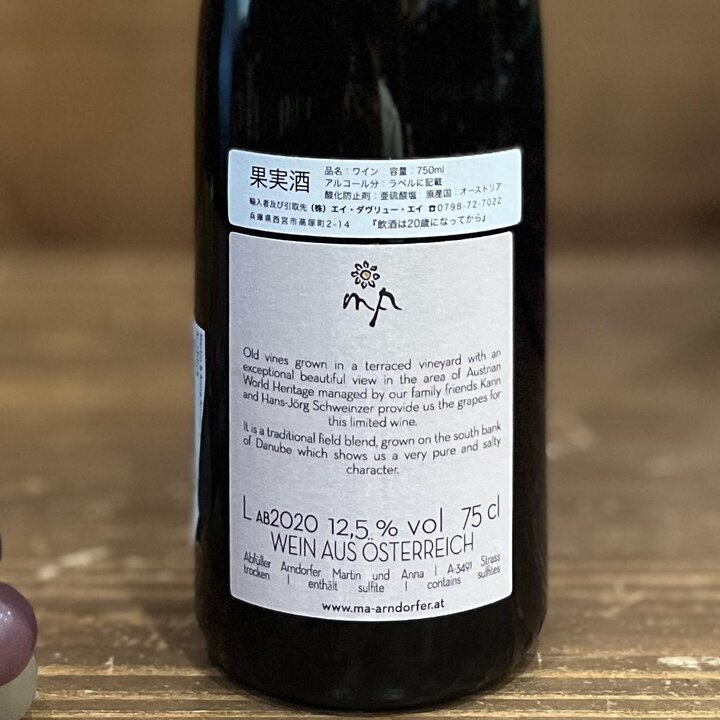 果実酒
品名：ワイン　容量：750ml
アルコール分：ラベルに記載
酸化防止剤：亜硫酸塩　原産国：オーストリア
輸入者及び引取先（株）エイ・ダヴリュー・エイ ☎0798-72-7022
兵庫県西宮市高塚町2-14　『飲酒は20歳になってから』
Old vines grown in a terraced vineyard with an
exceptional beautiful view in the area of Austrian
World Heritage managed by our family friends Karin
and Hans-Jörg Schweinzer provide us the grapes for
this limited wine.
It is a traditional field blend, grown on the south bank
of Danube which shows us a very pure and salty
character.
L AB2020 12,5 % vol 75 cl
WEIN AUS ÖSTERREICH
Abfüller Arndorfer Martin und Anna | A-3491 Strass
trocken | enthält sulfite | contains sulfites
www.ma-arndorfer.at